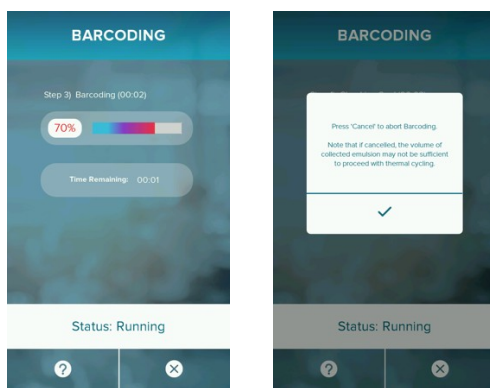 BARCODING
Step 3) Barcoding (00:02)
70%
Time Remaining: 00:01
Status: Running
?
BARCODING
Press 'Cancel' to abort Barcoding.
Note that if cancelled, the volume of
collected emulsion may not be sufficient
to proceed with thermal cycling.
Status: Running
?